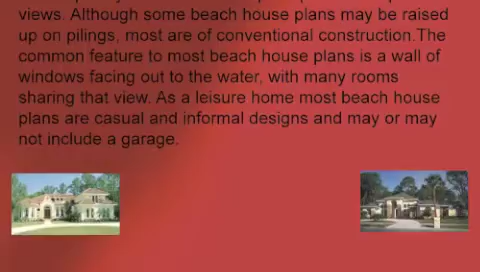 views. Although some beach house plans may be raised
up on pilings, most are of conventional construction.The
common feature to most beach house plans is a wall of
windows facing out to the water, with many rooms
sharing that view. As a leisure home most beach house
plans are casual and informal designs and may or may
not include a garage.